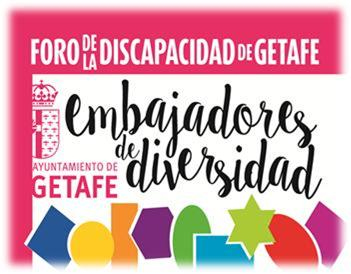 FORO DE LA DISCAPACIDAD DE GETAFE
embajadores
de diversidad
AYUNTAMIENTO DE
GETAFE